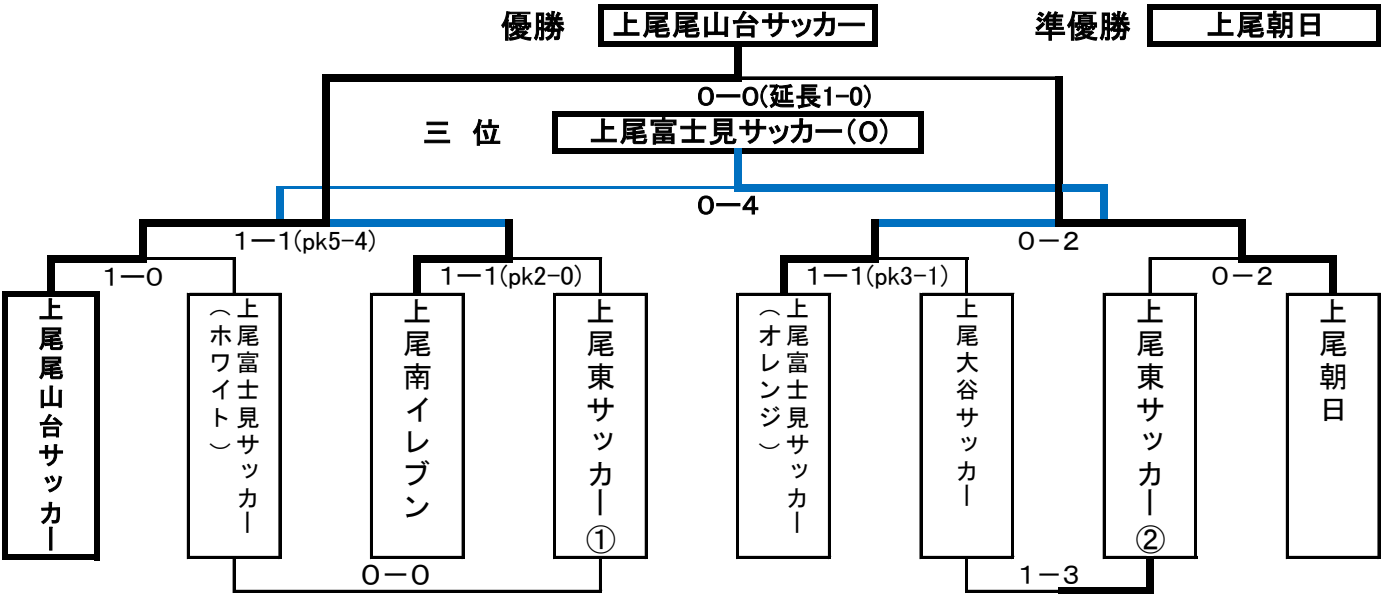 優勝 上尾尾山台サッカー 準優勝 上尾朝日
0ー0(延長1-0)
三 位 上尾富士見サッカー(O)
0ー4
1ー1(pk5-4) 0-2
1ー0 1ー1(pk2-0) 1ー1(pk3-1) 0-2
上尾尾山台サッカー
上尾富士見サッカー
(ホワイト)
上尾南イレブン
上尾東サッカー①
上尾富士見サッカー
(オレンジ)
上尾大谷サッカー
上尾東サッカー②
上尾朝日
0ー0 1-3